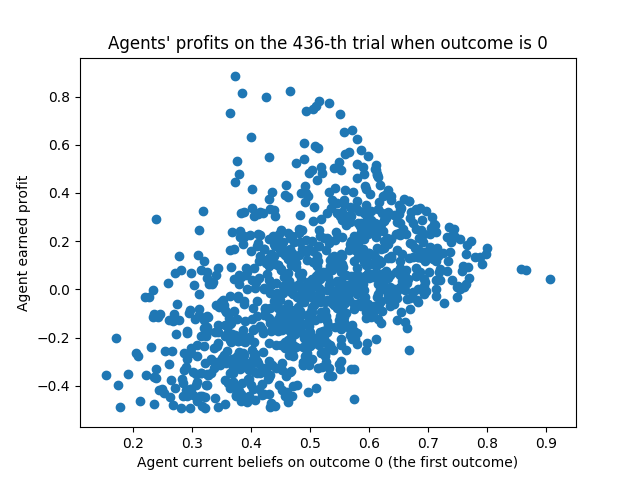 Agents' profits on the 436-th trial when outcome is 0
Agent earned profit
0.8
0.6
0.4
0.2
0.0
−0.2
−0.4
0.2 0.3 0.4 0.5 0.6 0.7 0.8 0.9
Agent current beliefs on outcome 0 (the first outcome)